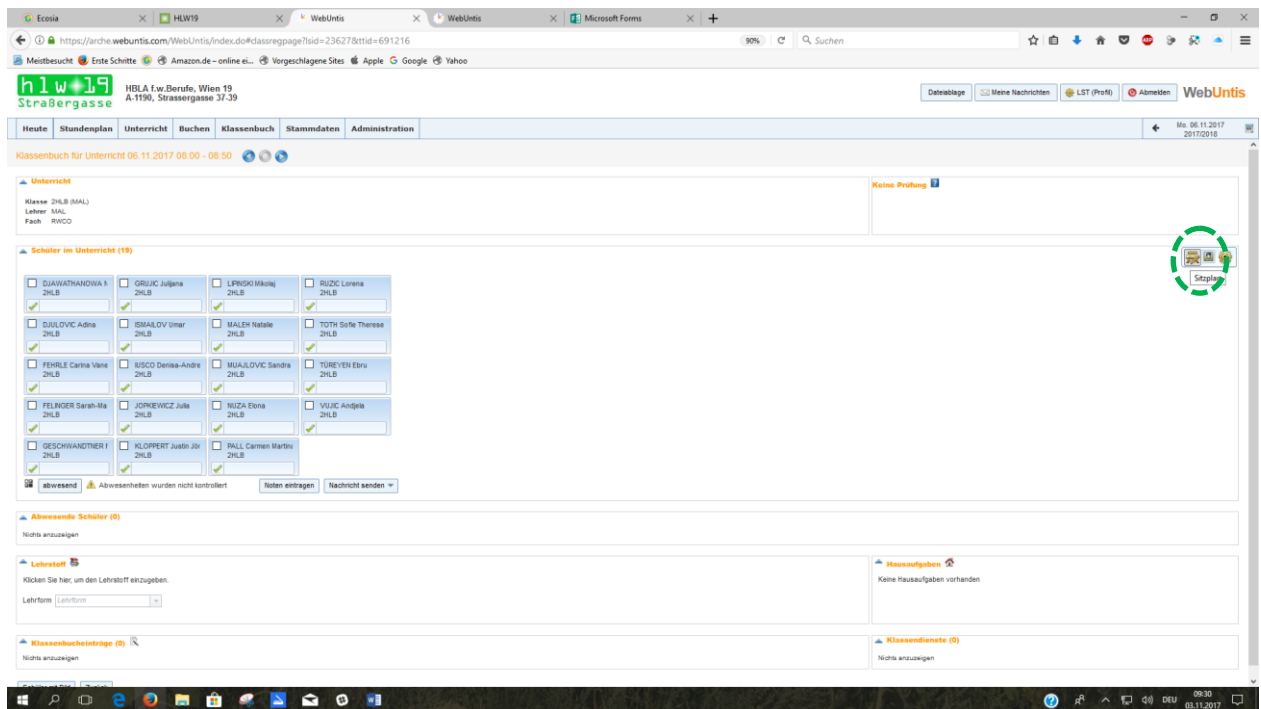 Ecosia
HLW19
WebUntis
WebUntis
Microsoft Forms
https://arche.webuntis.com/WebUntis/index.do#classregpage?lsid=23627&ttid=691216
90%
Suchen
Meistbesucht Erste Schritte Amazon.de – online ei... Vorgeschlagene Sites Apple Google Yahoo
hlw19
Straßergasse
HBLA f.w.Berufe, Wien 19
A-1190, Strassergasse 37-39
Dateiablage Meine Nachrichten LST (Profil) Abmelden WebUntis
Heute Stundenplan Unterricht Buchen Klassenbuch Stammdaten Administration
Mo. 06.11.2017
2017/2018
Klassenbuch für Unterricht 06.11.2017 08:00 - 08:50
Unterricht
Klasse 2HLB (MAL)
Lehrer MAL
Fach RWCO
Keine Prüfung
Schüler im Unterricht (19)
Sitzplan
DJAWATHANOWA M GRUJIC Julijana LIPINSKI Mikolaj RUZIC Lorena
2HLB 2HLB 2HLB 2HLB
DJULOVIC Adina ISMAILOV Umar MALEH Natalie TOTH Sofie Therese
2HLB 2HLB 2HLB 2HLB
FEHRLE Carina Vane IUSCO Denisa-Andre MUAJLOVIC Sandra TÜREYEN Ebru
2HLB 2HLB 2HLB 2HLB
FELINGER Sarah-Ma JOPKIEWICZ Julia NUZA Elona VUJIC Andjela
2HLB 2HLB 2HLB 2HLB
GESCHWANDTNER KLOPPERT Justin Jör PALL Carmen Martina
2HLB 2HLB 2HLB
abwesend Abwesenheiten wurden nicht kontrolliert Noten eintragen Nachricht senden
Abwesende Schüler (0)
Nichts anzuzeigen
Lehrstoff
Klicken Sie hier, um den Lehrstoff einzugeben.
Lehrform Lehrform
Hausaufgaben
Keine Hausaufgaben vorhanden
Klassenbucheinträge (0)
Nichts anzuzeigen
Klassendienste (0)
Nichts anzuzeigen
Schüler mit Bild Zurück
DEU
09:30
03.11.2017